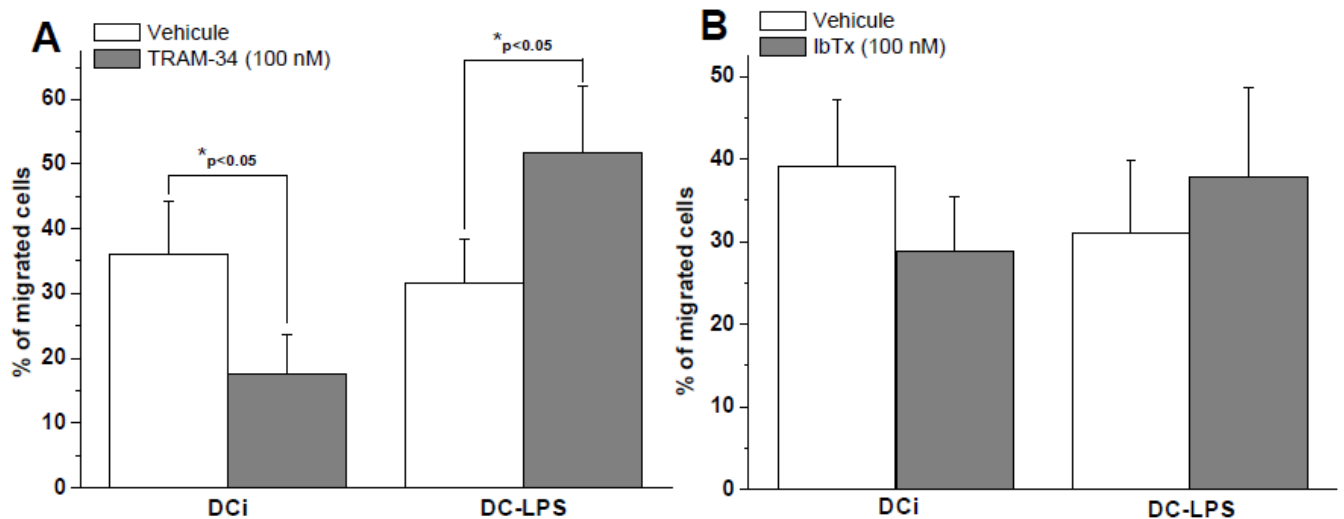 A
Vehicule
TRAM-34 (100 nM)
*p<0.05
*p<0.05
% of migrated cells
60
50
40
30
20
10
0
DCi
DC-LPS
B
Vehicule
IbTx (100 nM)
% of migrated cells
50
40
30
20
10
0
DCi
DC-LPS